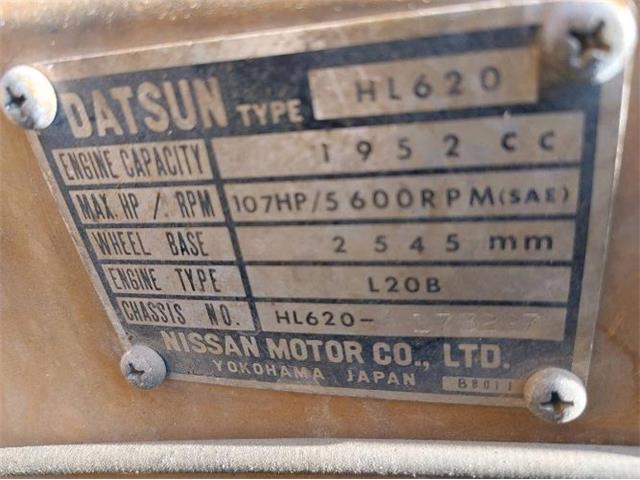 DATSUN TYPE HL620
ENGINE CAPACITY 1952 CC
MAX. HP / RPM 107HP/5600RPM(SAE)
WHEEL BASE 2545 mm
ENGINE TYPE L20B
CHASSIS NO. HL620-
NISSAN MOTOR CO., LTD.
YOKOHAMA JAPAN B8011